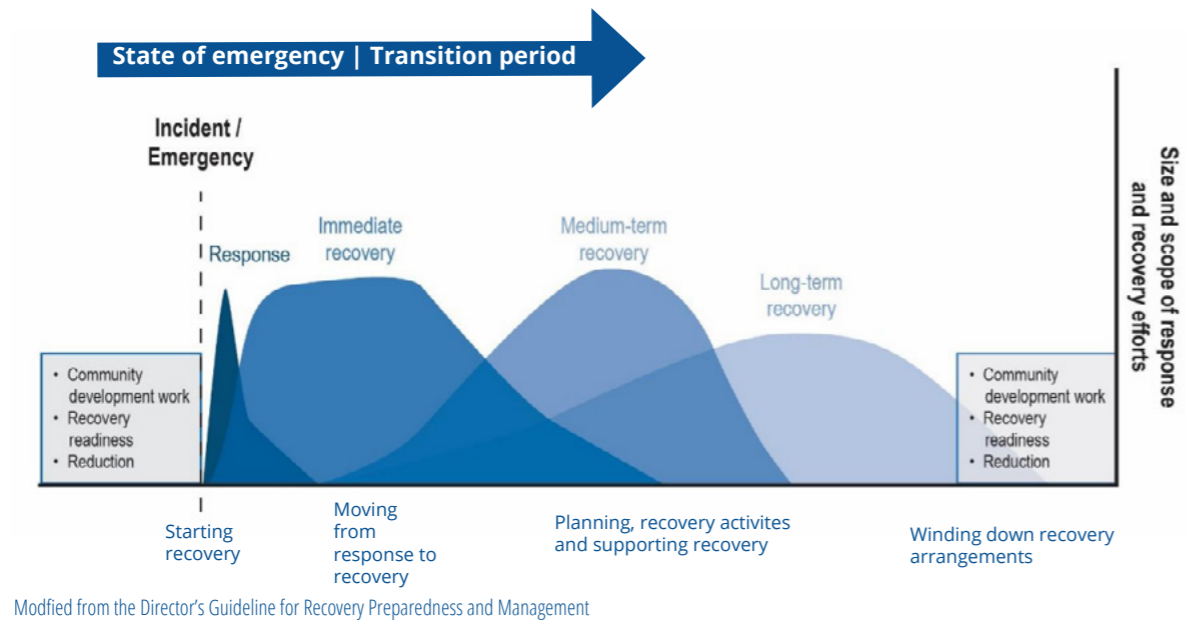 State of emergency | Transition period
Incident /
Emergency
Response
Immediate
recovery
Medium-term
recovery
Long-term
recovery
Size and scope of response
and recovery efforts
• Community
development work
• Recovery
readiness
• Reduction
• Community
development work
• Recovery
readiness
• Reduction
Starting
recovery
Moving
from
response to
recovery
Planning, recovery activites
and supporting recovery
Winding down recovery
arrangements
Modfied from the Director's Guideline for Recovery Preparedness and Management